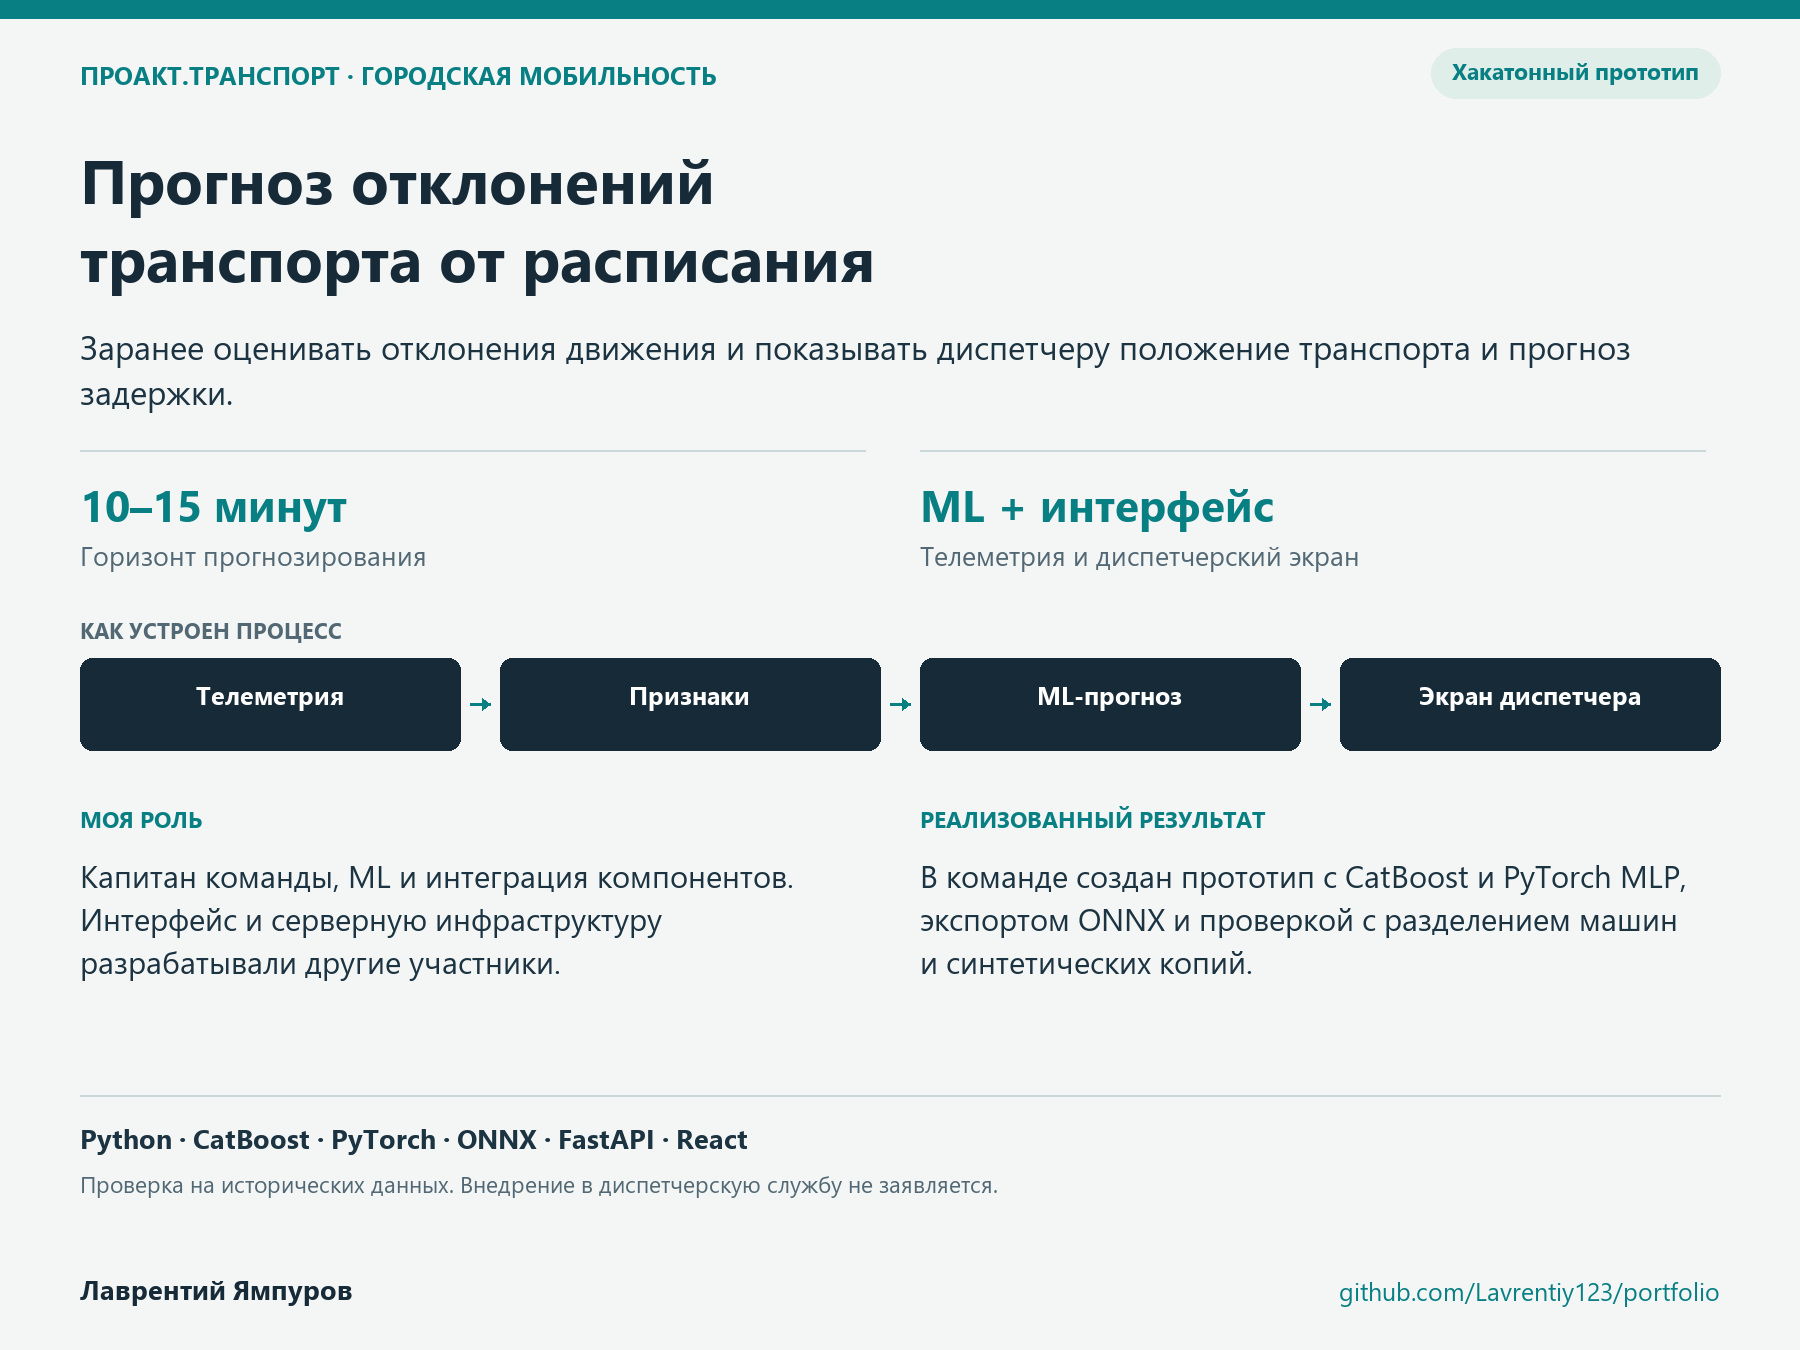 ПРОАКТ.ТРАНСПОРТ · ГОРОДСКАЯ МОБИЛЬНОСТЬ
Хакатонный прототип
Прогноз отклонений
транспорта от расписания
Заранее оценивать отклонения движения и показывать диспетчеру положение транспорта и прогноз
задержки.
10–15 минут
Горизонт прогнозирования
ML + интерфейс
Телеметрия и диспетчерский экран
КАК УСТРОЕН ПРОЦЕСС
Телеметрия
Признаки
ML-прогноз
Экран диспетчера
МОЯ РОЛЬ
Капитан команды, ML и интеграция компонентов.
Интерфейс и серверную инфраструктуру
разрабатывали другие участники.
РЕАЛИЗОВАННЫЙ РЕЗУЛЬТАТ
В команде создан прототип с CatBoost и PyTorch MLP,
экспортом ONNX и проверкой с разделением машин
и синтетических копий.
Python · CatBoost · PyTorch · ONNX · FastAPI · React
Проверка на исторических данных. Внедрение в диспетчерскую службу не заявляется.
Лаврентий Ямпуров
github.com/Lavrentiy123/portfolio